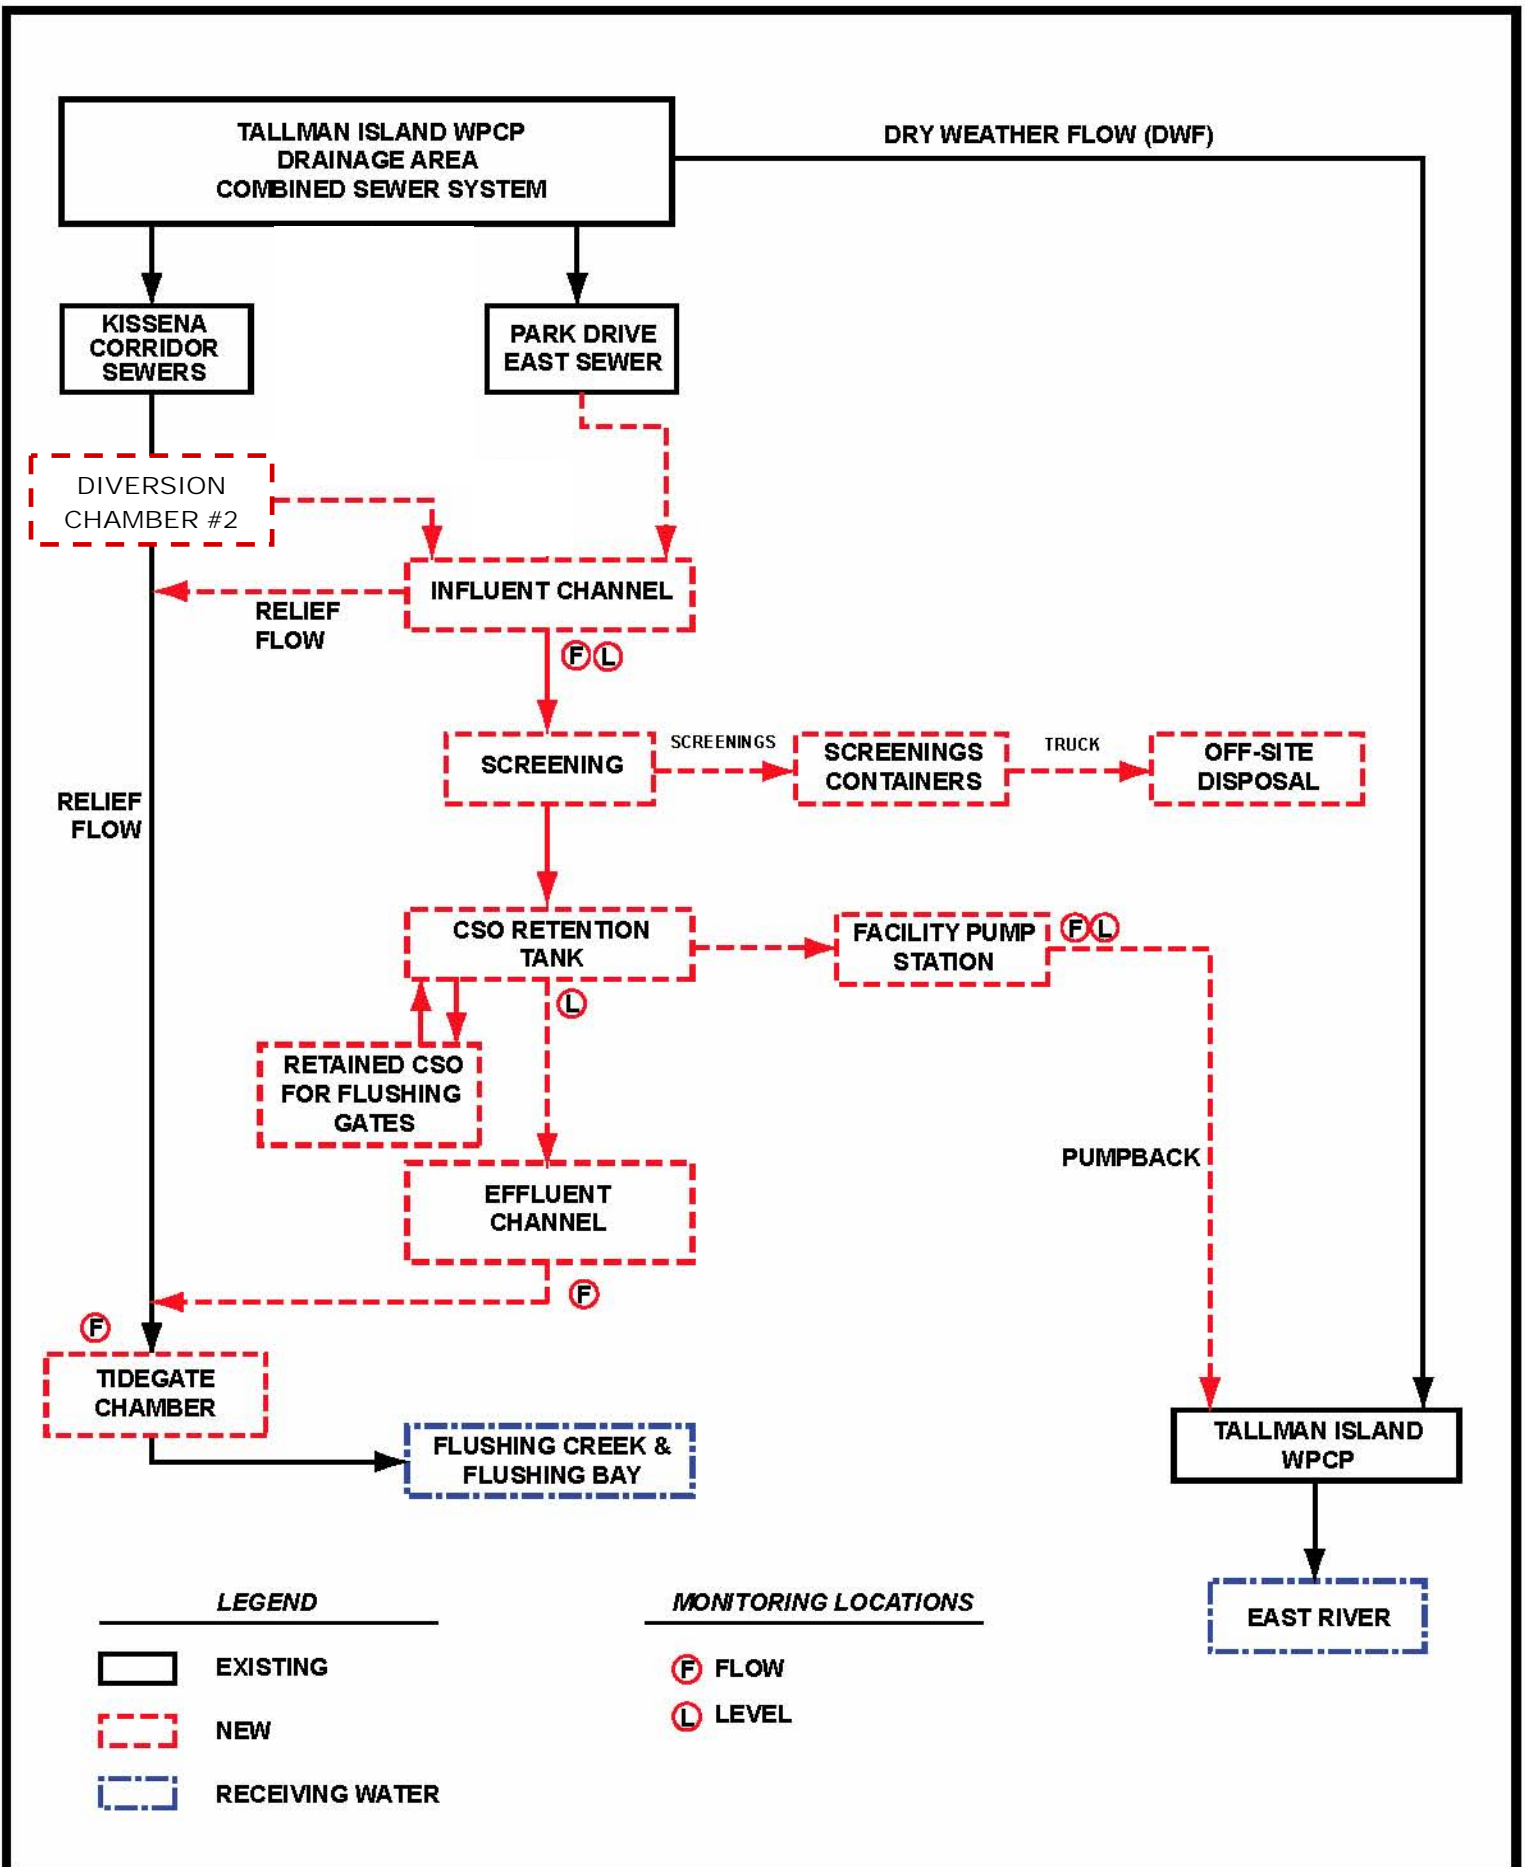 TALLMAN ISLAND WPCP
DRAINAGE AREA
COMBINED SEWER SYSTEM
DRY WEATHER FLOW (DWF)
KISSENA
CORRIDOR
SEWERS
PARK DRIVE
EAST SEWER
DIVERSION
CHAMBER #2
INFLUENT CHANNEL
RELIEF
FLOW
F L
SCREENING
SCREENINGS
SCREENINGS
CONTAINERS
TRUCK
OFF-SITE
DISPOSAL
RELIEF
FLOW
CSO RETENTION
TANK
FACILITY PUMP
STATION
F L
L
RETAINED CSO
FOR FLUSHING
GATES
PUMPBACK
EFFLUENT
CHANNEL
F
F
TIDEGATE
CHAMBER
FLUSHING CREEK &
FLUSHING BAY
TALLMAN ISLAND
WPCP
EAST RIVER
LEGEND
EXISTING
NEW
RECEIVING WATER
MONITORING LOCATIONS
F FLOW
L LEVEL